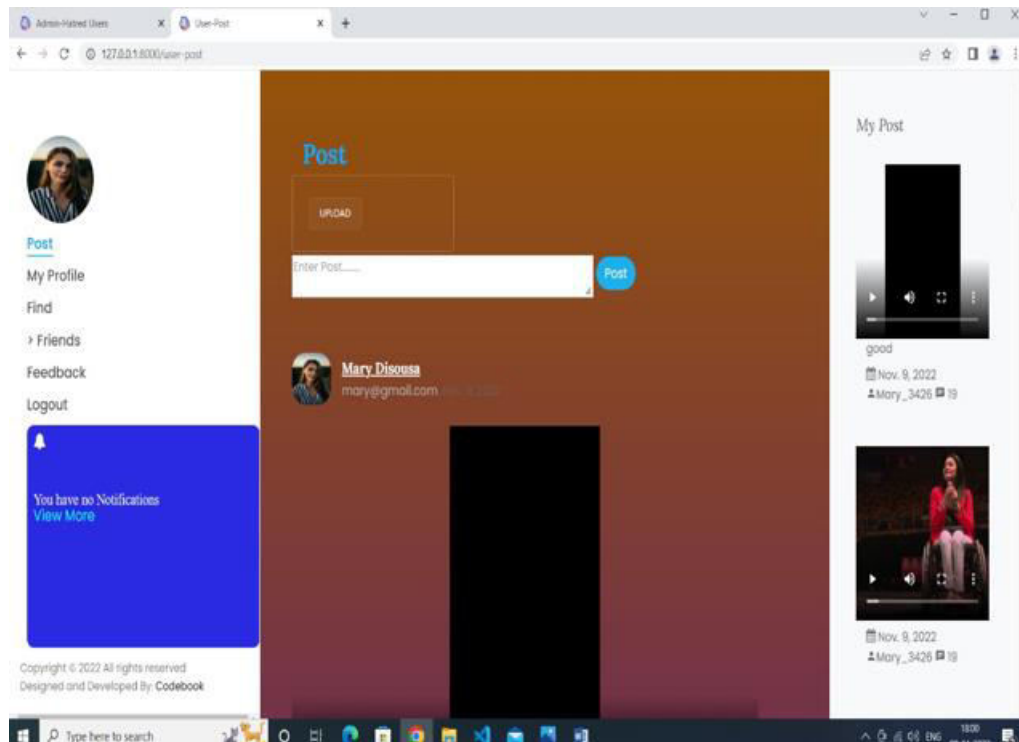 Admin-Hatred Users
User-Post
127.0.0.1:8000/user-post
Post
My Profile
Find
> Friends
Feedback
Logout
You have no Notifications
View More
Copyright © 2022 All rights reserved
Designed and Developed By: Codebook
Post
UPLOAD
Enter Post.......
Post
Mary Disousa
mary@gmail.com
My Post
good
Nov. 9, 2022
Mary_3426 19
Nov. 9, 2022
Mary_3426 19
Type here to search
ENG
18:00